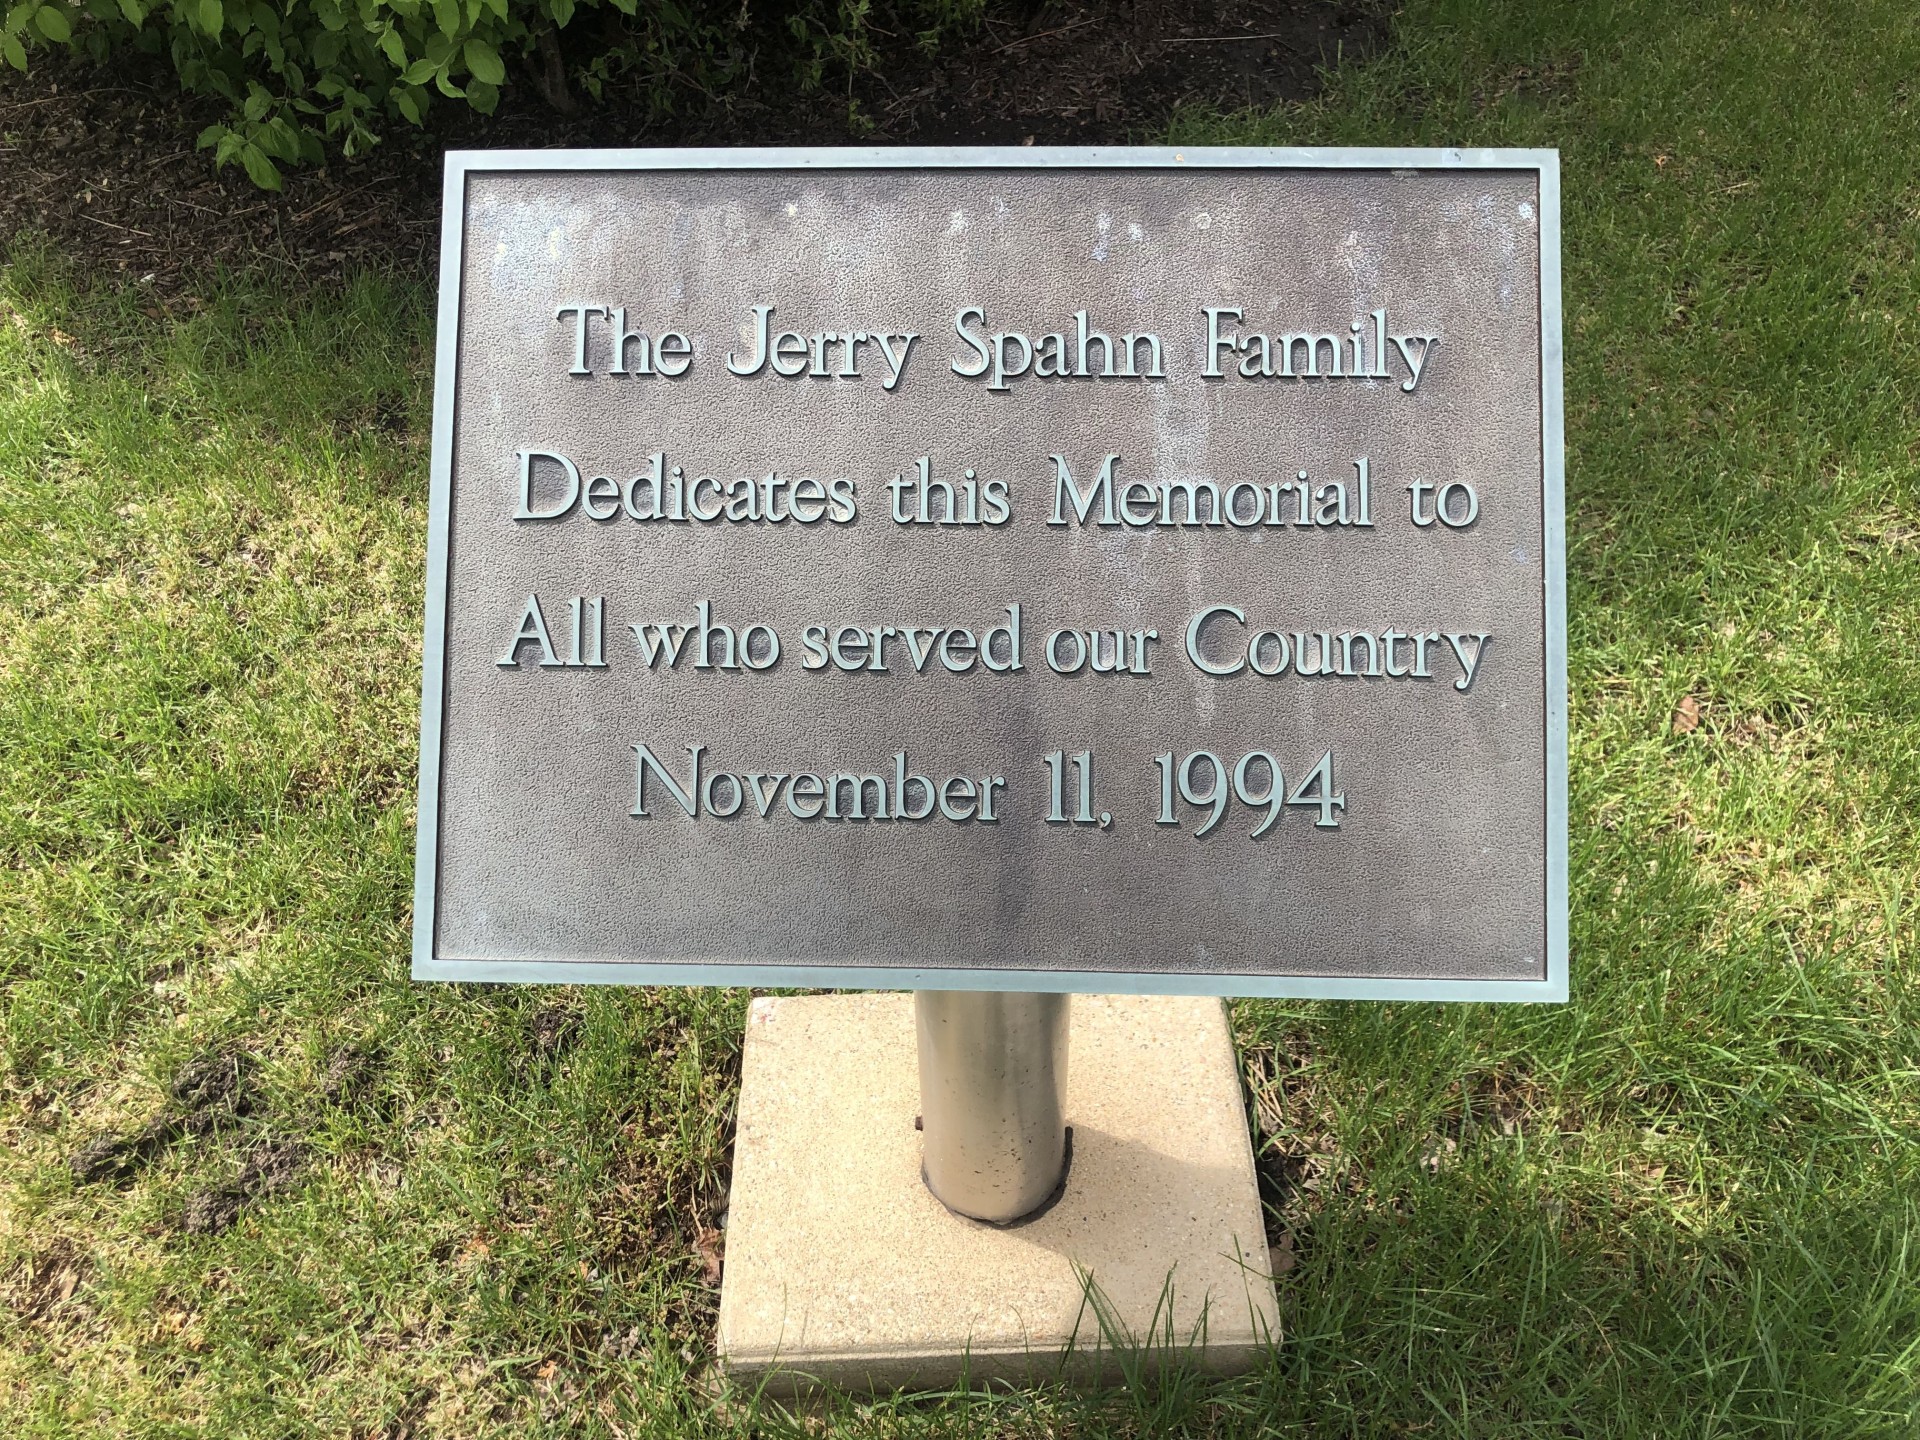 The Jerry Spahn Family
Dedicates this Memorial to
All who served our Country
November 11, 1994